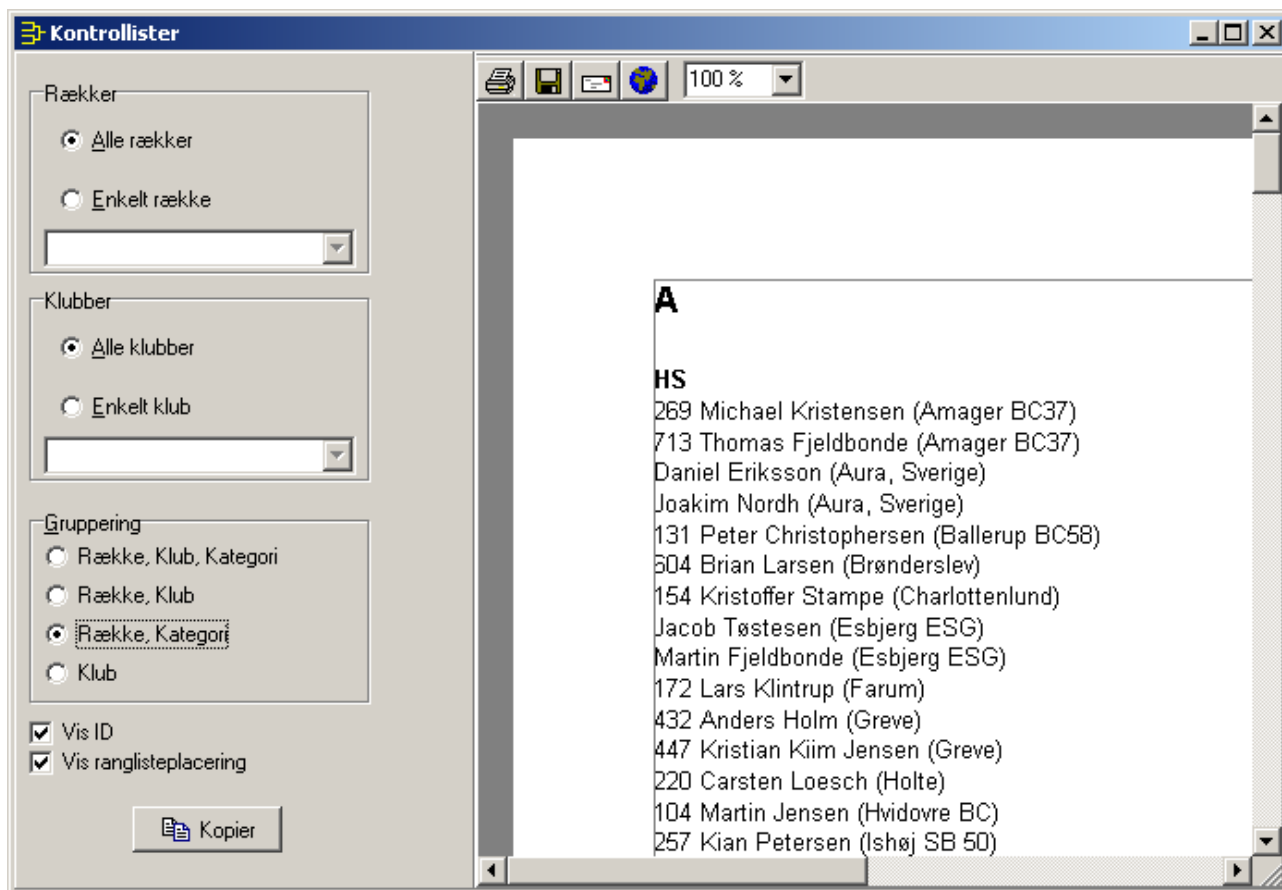 Kontrollister
Rækker
Alle rækker
Enkelt række
Klubber
Alle klubber
Enkelt klub
Gruppering
Række, Klub, Kategori
Række, Klub
Række, Kategori
Klub
Vis ID
Vis ranglisteplacering
Kopier
100 %
A
HS
269 Michael Kristensen (Amager BC37)
713 Thomas Fjeldbonde (Amager BC37)
Daniel Eriksson (Aura, Sverige)
Joakim Nordh (Aura, Sverige)
131 Peter Christophersen (Ballerup BC58)
604 Brian Larsen (Brønderslev)
154 Kristoffer Stampe (Charlottenlund)
Jacob Tøstesen (Esbjerg ESG)
Martin Fjeldbonde (Esbjerg ESG)
172 Lars Klintrup (Farum)
432 Anders Holm (Greve)
447 Kristian Kiim Jensen (Greve)
220 Carsten Loesch (Holte)
104 Martin Jensen (Hvidovre BC)
257 Kian Petersen (Ishøj SB 50)